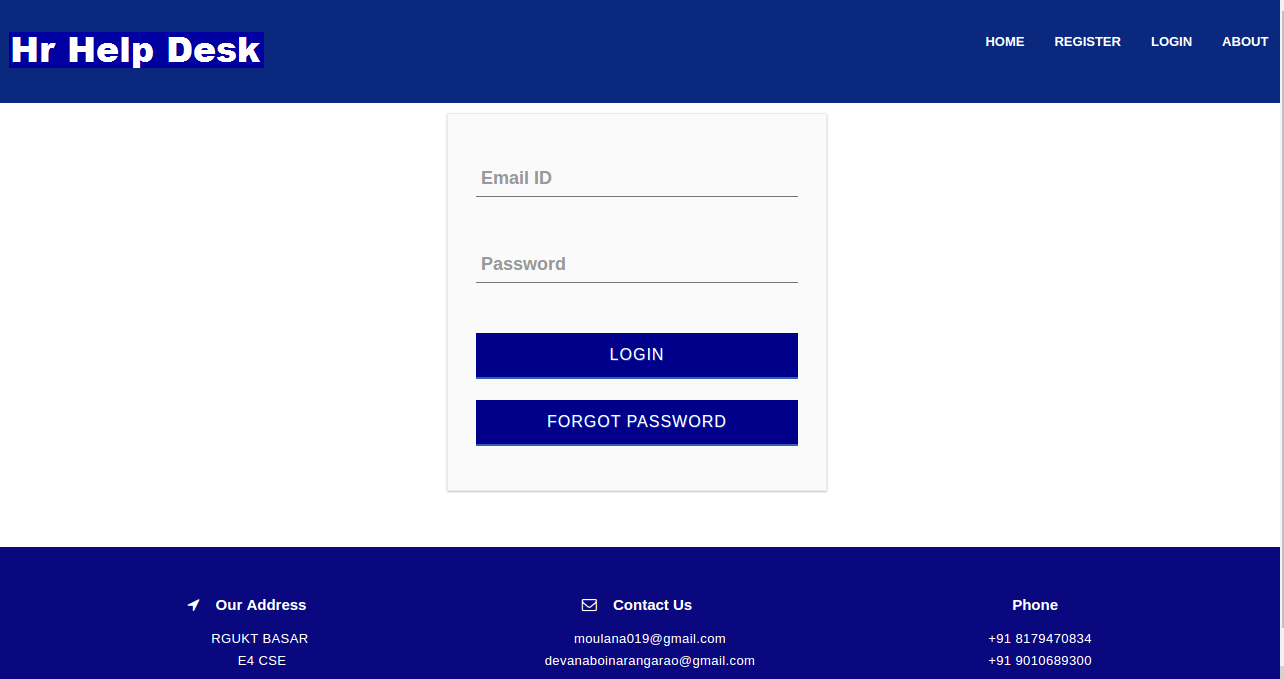 Hr Help Desk
HOME REGISTER LOGIN ABOUT
Email ID
Password
LOGIN
FORGOT PASSWORD
Our Address
RGUKT BASAR
E4 CSE
Contact Us
moulana019@gmail.com
devanaboinarangarao@gmail.com
Phone
+91 8179470834
+91 9010689300